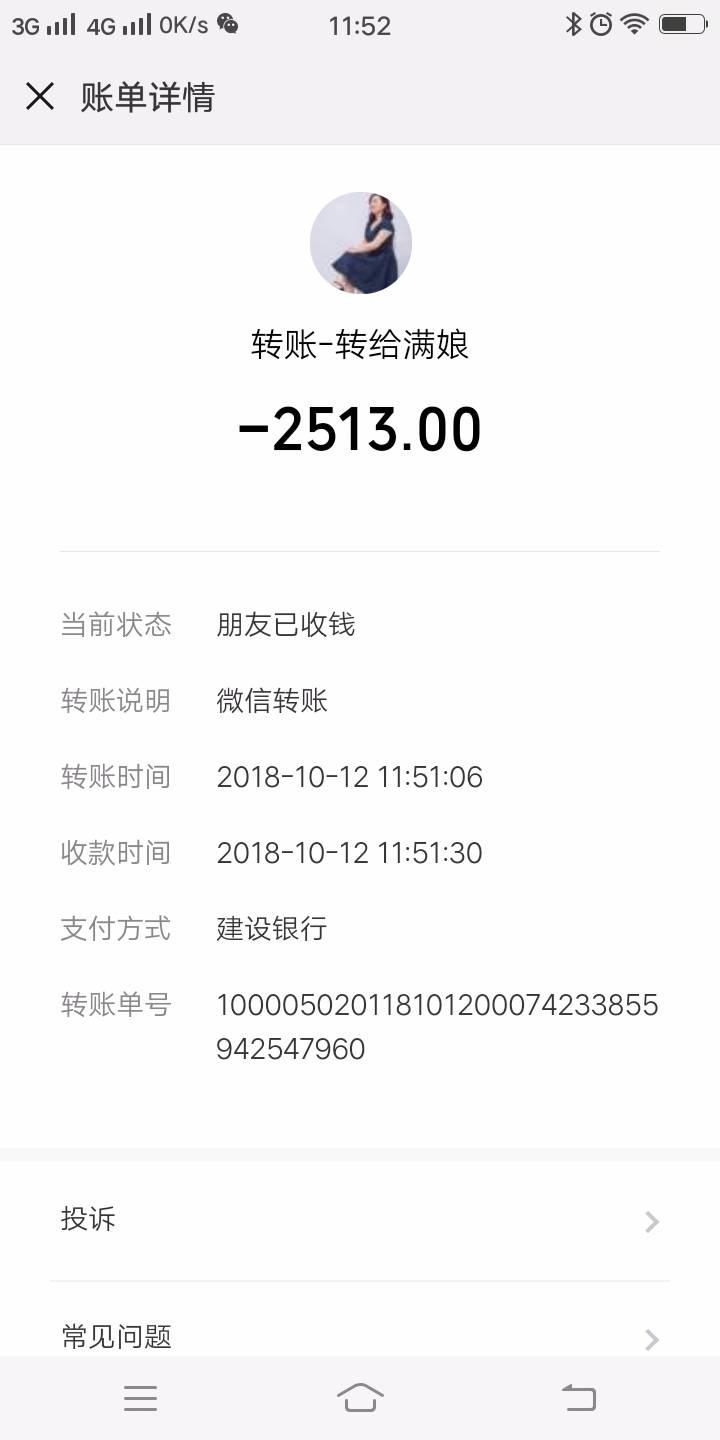 3G 4G 0K/s 11:52
账单详情
转账-转给满娘
-2513.00
当前状态 朋友已收钱
转账说明 微信转账
转账时间 2018-10-12 11:51:06
收款时间 2018-10-12 11:51:30
支付方式 建设银行
转账单号 100005020118101200074233855
942547960
投诉
常见问题